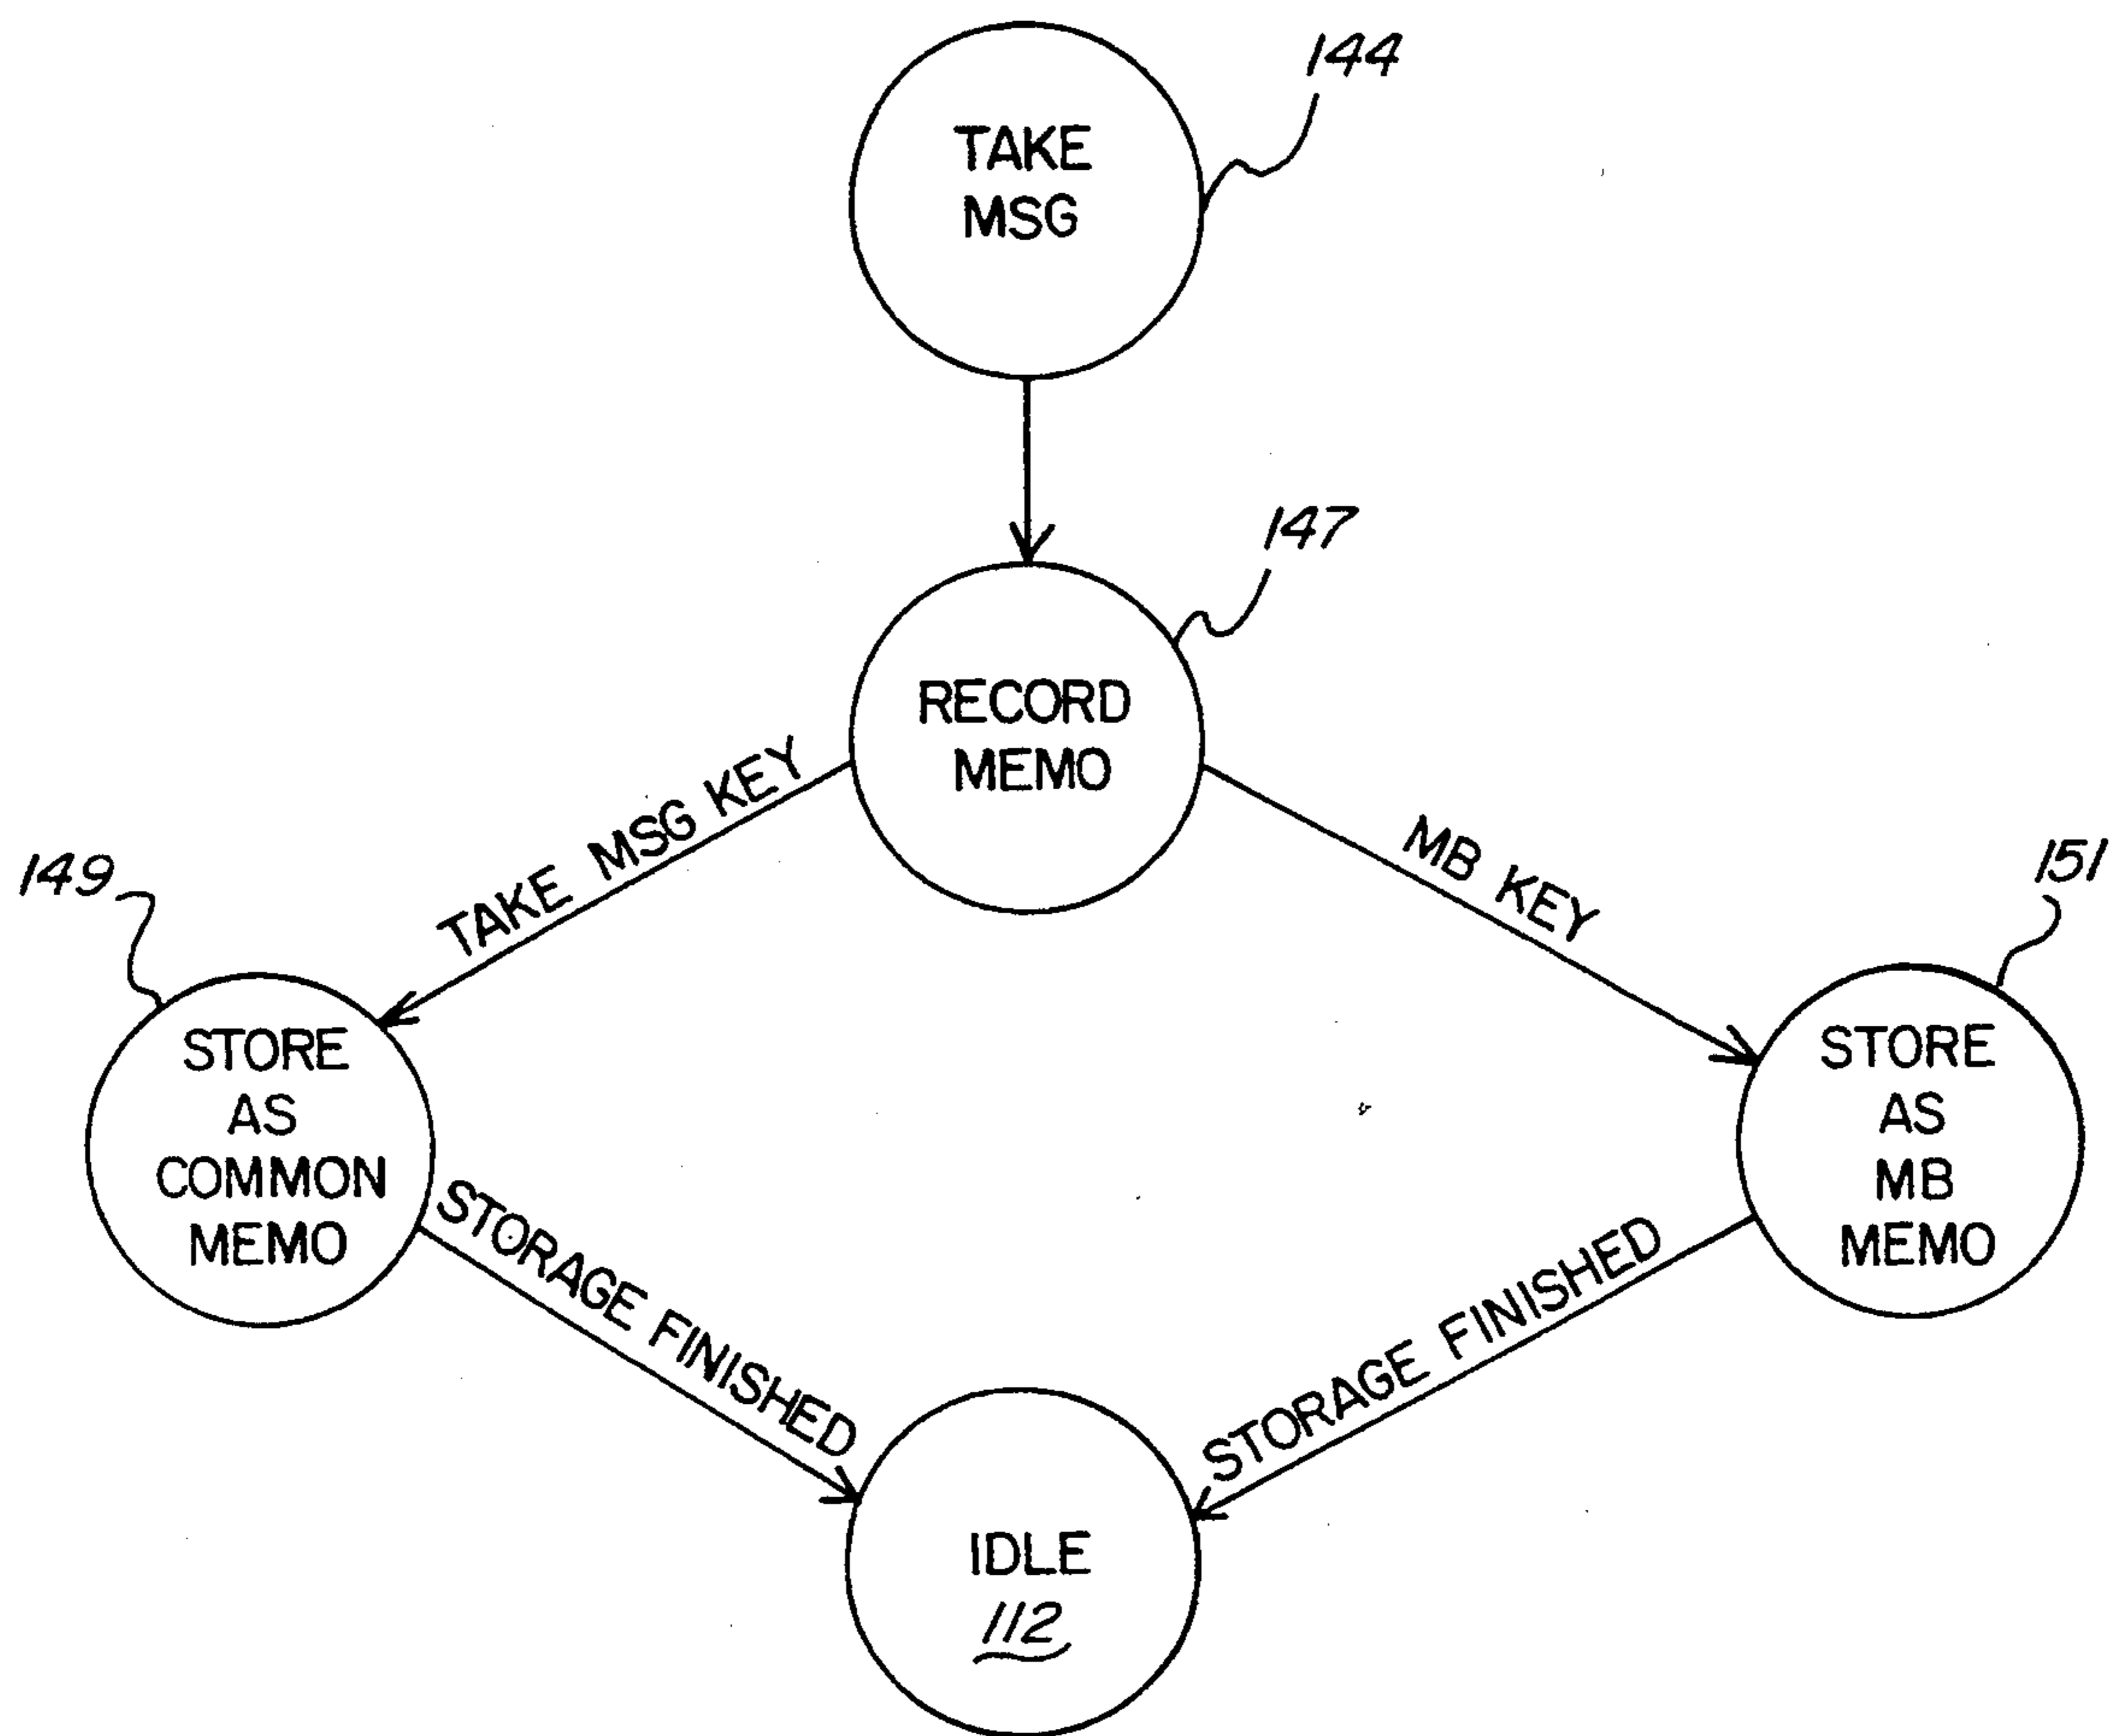 144
TAKE
MSG
147
RECORD
MEMO
TAKE MSG KEY
MB KEY
149
151
STORE
AS
COMMON
MEMO
STORE
AS
MB
MEMO
STORAGE FINISHED
STORAGE FINISHED
IDLE
112